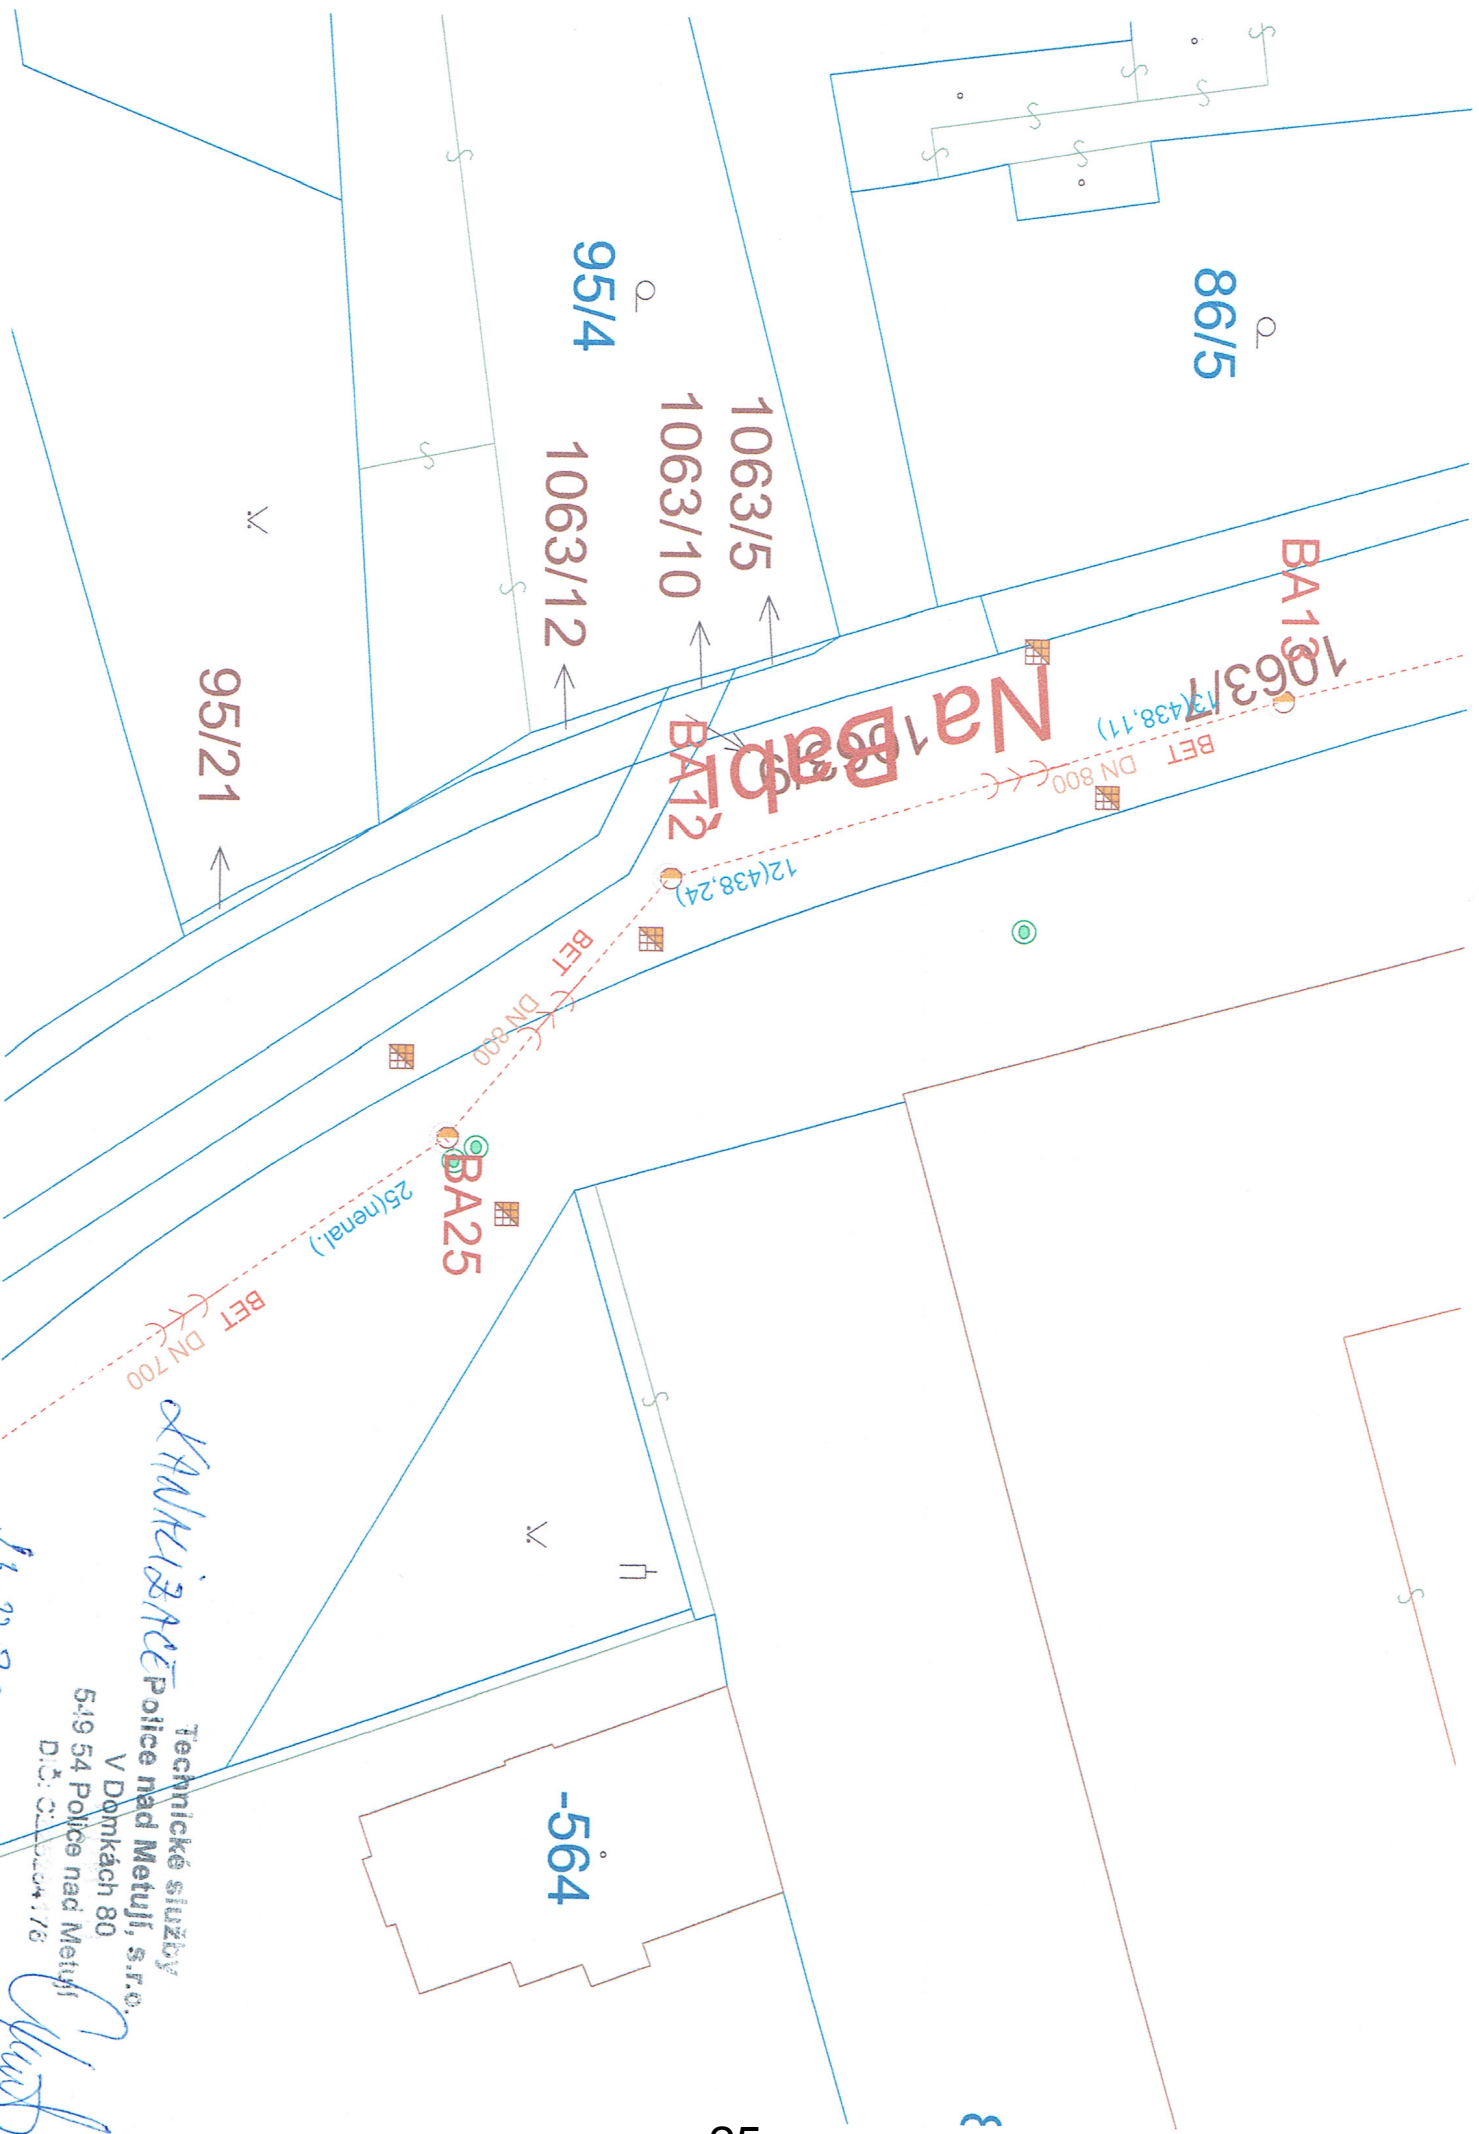 86/5
95/4
1063/5
1063/10
1063/12
95/21
BA13
1063/7
13(438,11)
BET
DN 800
Na Babí
BA12
12(438,24)
BET
DN 800
BA25
25(nenal.)
BET
DN 700
-564
KANALIZACE
Technické služby
Police nad Metují, s.r.o.
V Domkách 80
549 54 Police nad Metují